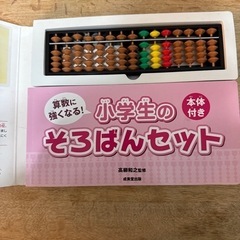 算数に
強くなる!
小学生の
本体
付き
そろばんセット
高柳和之監修
成美堂出版